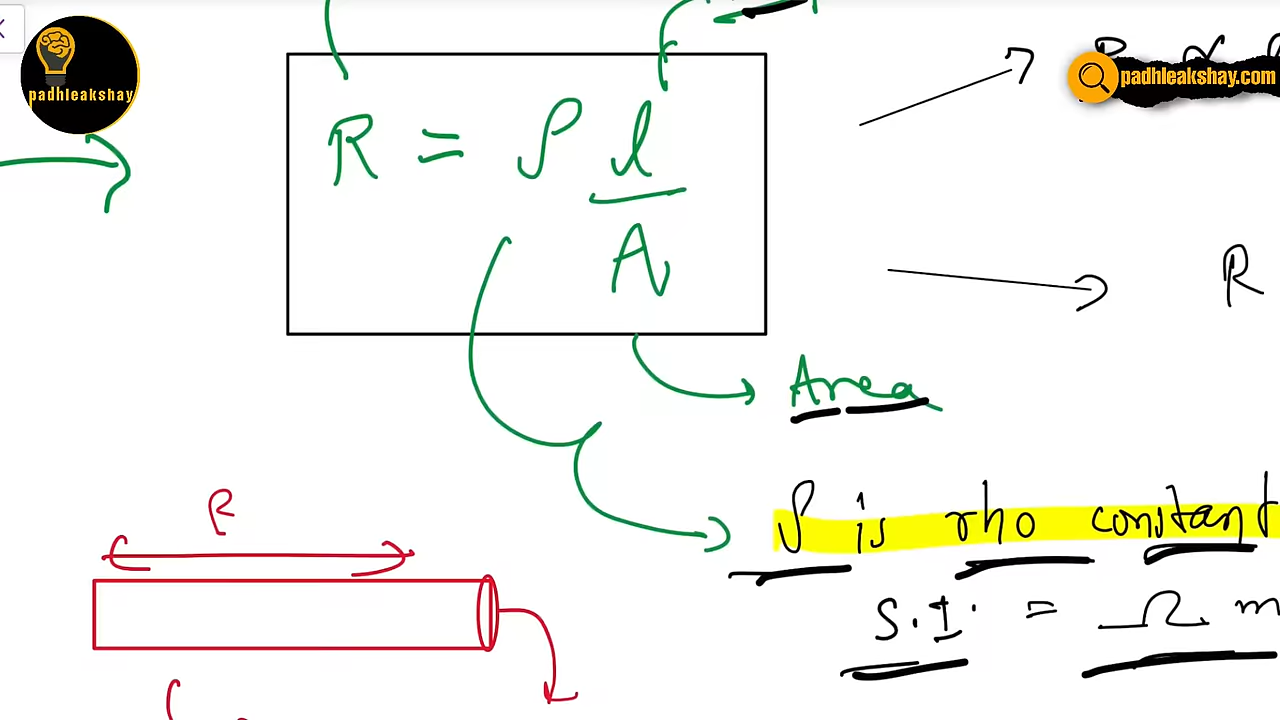 padhleakshay
padhleakshay.com
R = ρ l
A
R
Area
ρ is rho constant
S.I. = Ω m
R